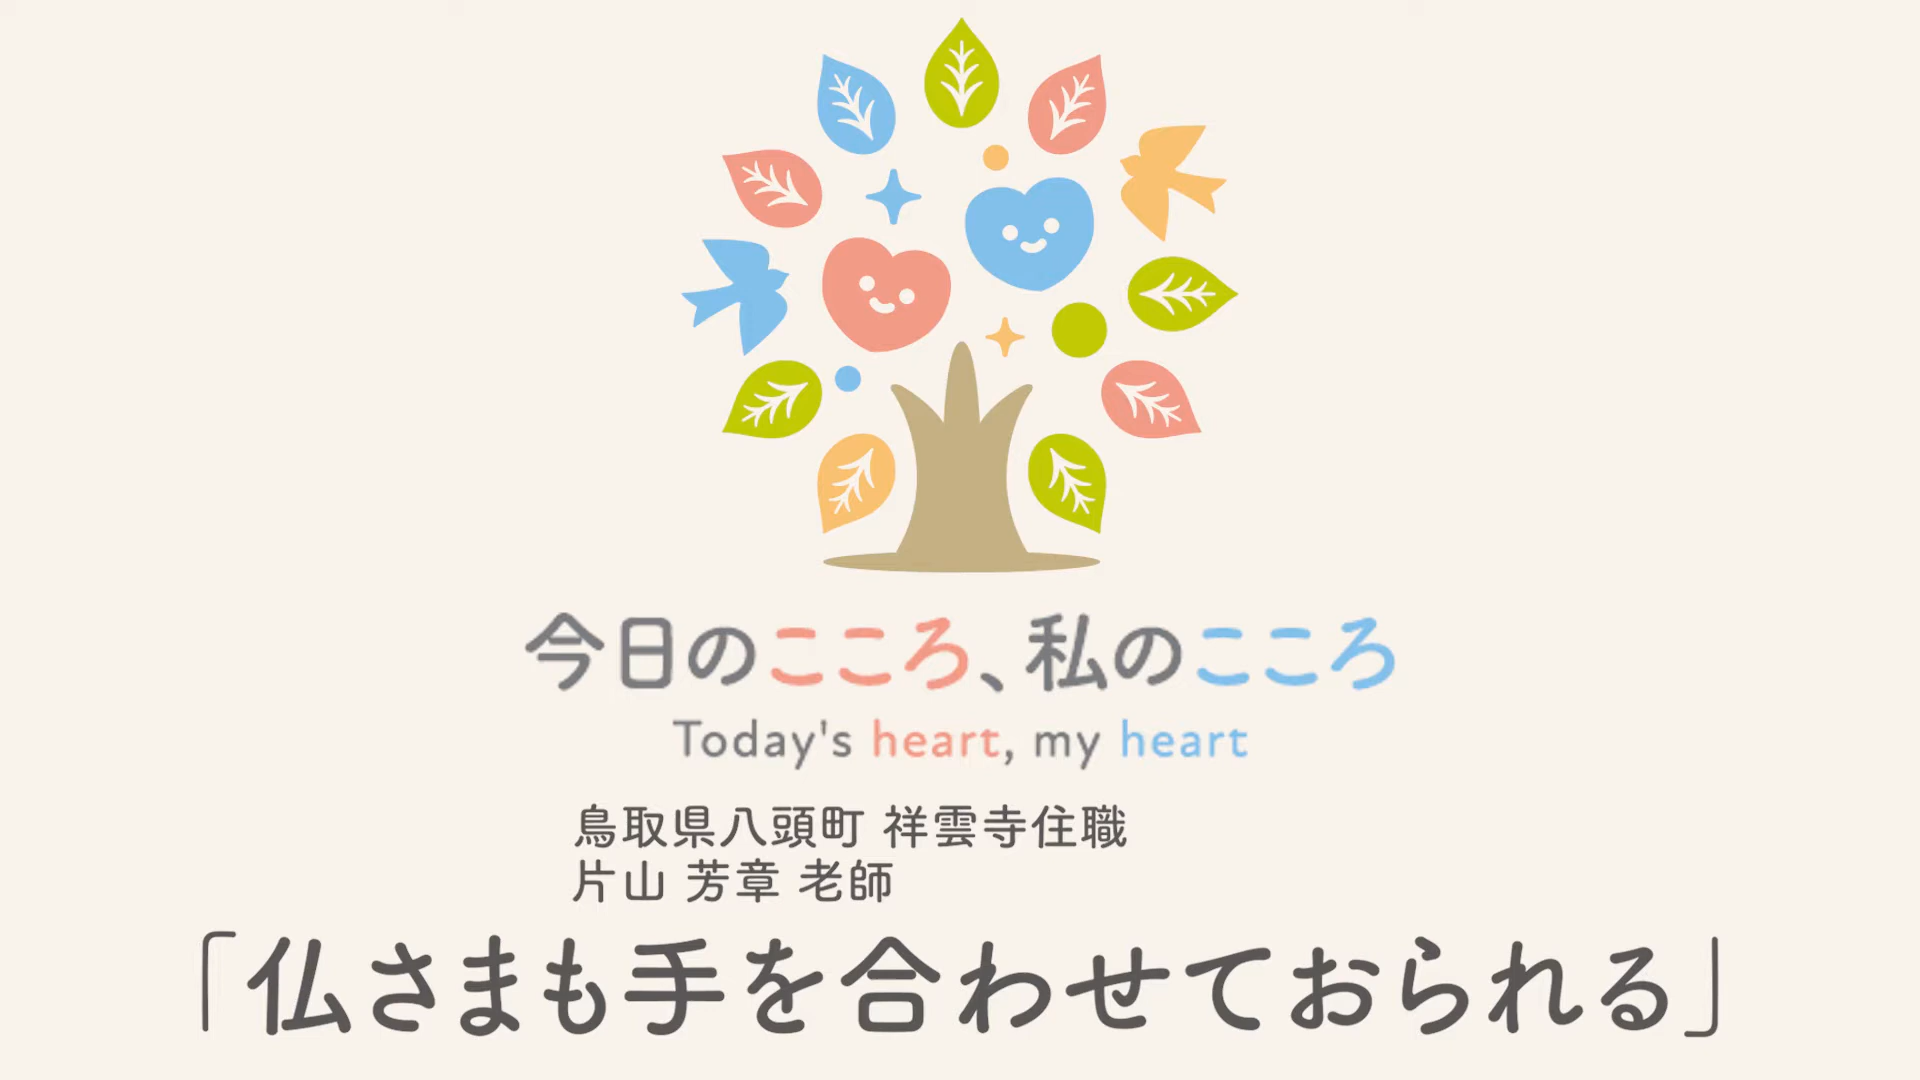 今日のこころ、私のこころ
Today's heart, my heart
鳥取県八頭町 祥雲寺住職
片山 芳章 老師
「仏さまも手を合わせておられる」